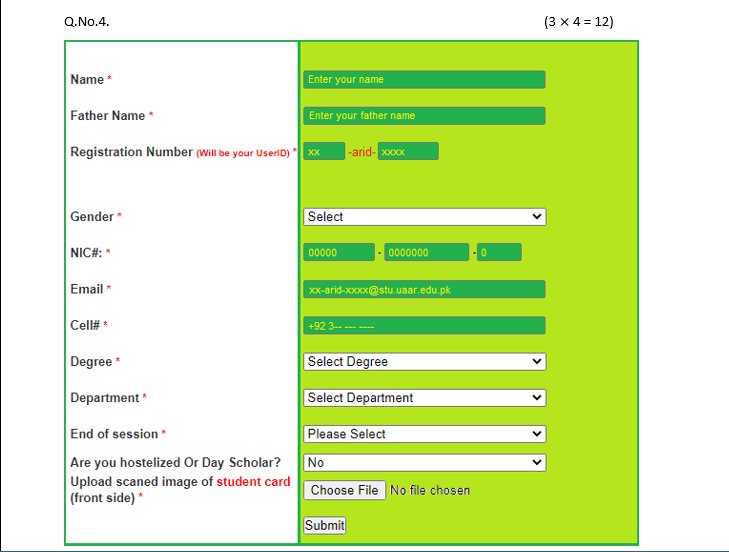 Q.No.4. (3 × 4 = 12)
Name * Enter your name
Father Name * Enter your father name
Registration Number (Will be your UserID) * xx -arid- xxxx
Gender * Select
NIC#: * 00000 - 0000000 - 0
Email * xx-arid-xxxx@stu.uaar.edu.pk
Cell# * +92 3-- --- ----
Degree * Select Degree
Department * Select Department
End of session * Please Select
Are you hostelized Or Day Scholar? No
Upload scaned image of student card
(front side) * Choose File No file chosen
Submit